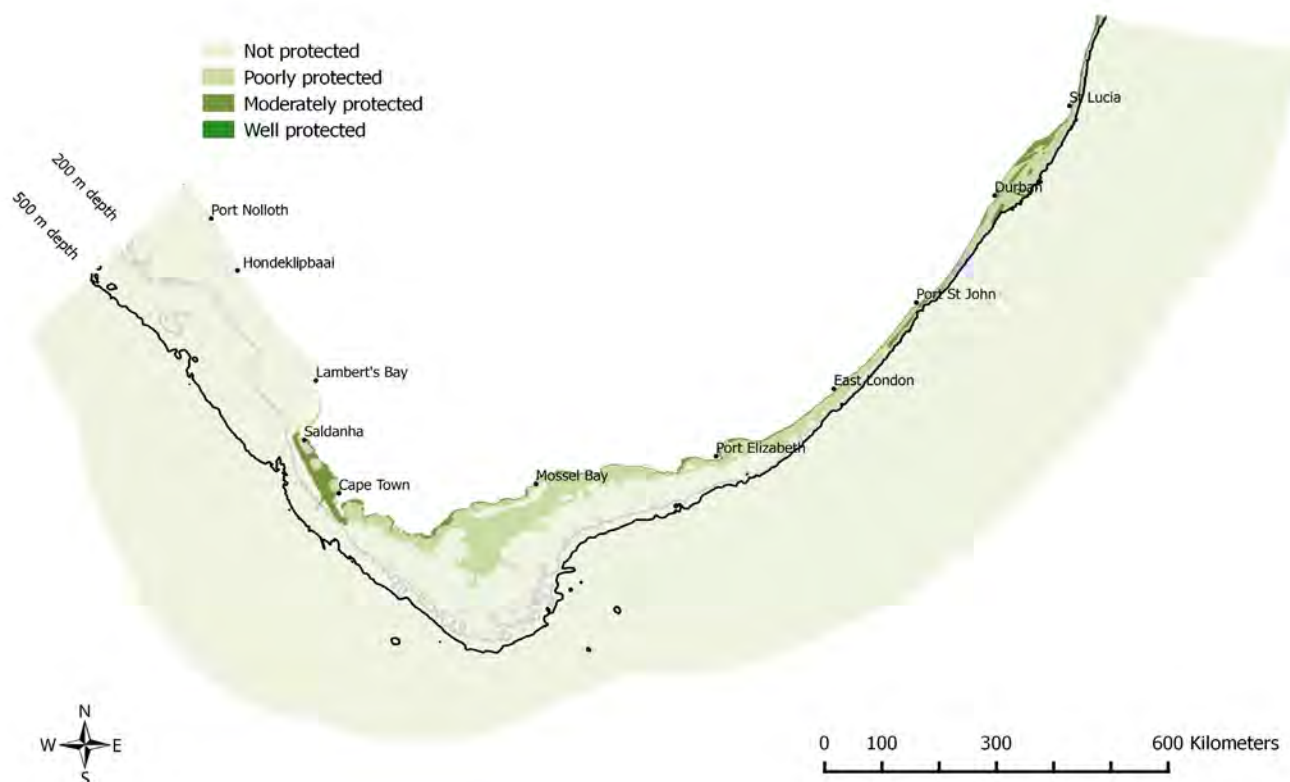 Not protected
Poorly protected
Moderately protected
Well protected
200 m depth
500 m depth
St Lucia
Durban
Port Nolloth
Hondeklipbaai
Port St John
Lambert's Bay
East London
Saldanha
Port Elizabeth
Mossel Bay
Cape Town
N
W E
S
0 100 300 600 Kilometers